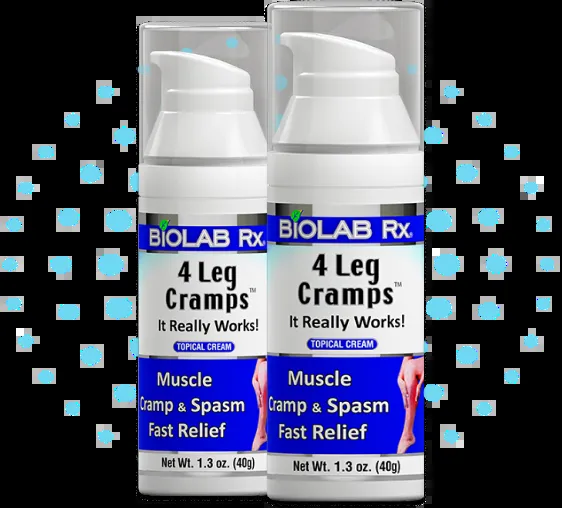 BiOLAB Rx®
4 Leg
Cramps™
It Really Works!
TOPICAL CREAM
Muscle
Cramp & Spasm
Fast Relief
Net Wt. 1.3 oz. (40g)
BiOLAB Rx®
4 Leg
Cramps™
It Really Works!
TOPICAL CREAM
Muscle
Cramp & Spasm
Fast Relief
Net Wt. 1.3 oz. (40g)